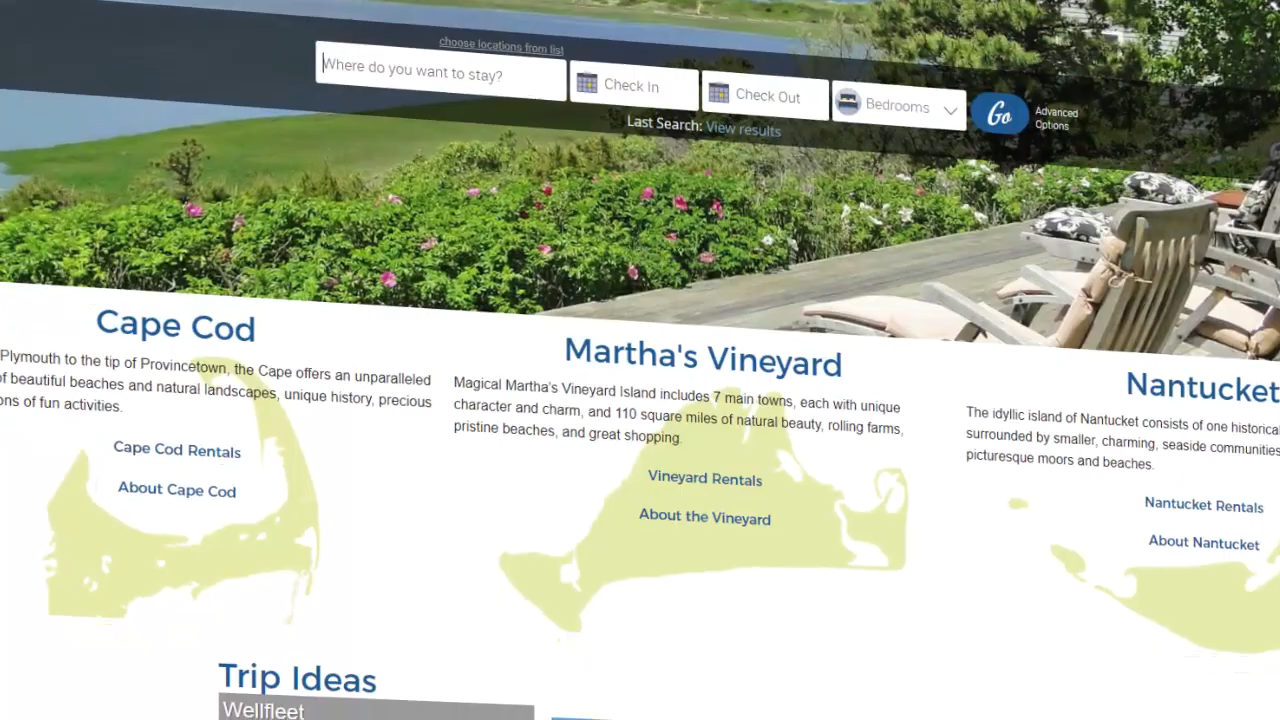 choose locations from list
Where do you want to stay?
Check In
Check Out
Bedrooms
Go
Advanced
Options
Last Search: View results
Cape Cod
Plymouth to the tip of Provincetown, the Cape offers an unparalleled
of beautiful beaches and natural landscapes, unique history, precious
ons of fun activities.
Cape Cod Rentals
About Cape Cod
Martha's Vineyard
Magical Martha's Vineyard Island includes 7 main towns, each with unique
character and charm, and 110 square miles of natural beauty, rolling farms,
pristine beaches, and great shopping.
Vineyard Rentals
About the Vineyard
Nantucket
The idyllic island of Nantucket consists of one historical
surrounded by smaller, charming, seaside communities
picturesque moors and beaches.
Nantucket Rentals
About Nantucket
Trip Ideas
Wellfleet